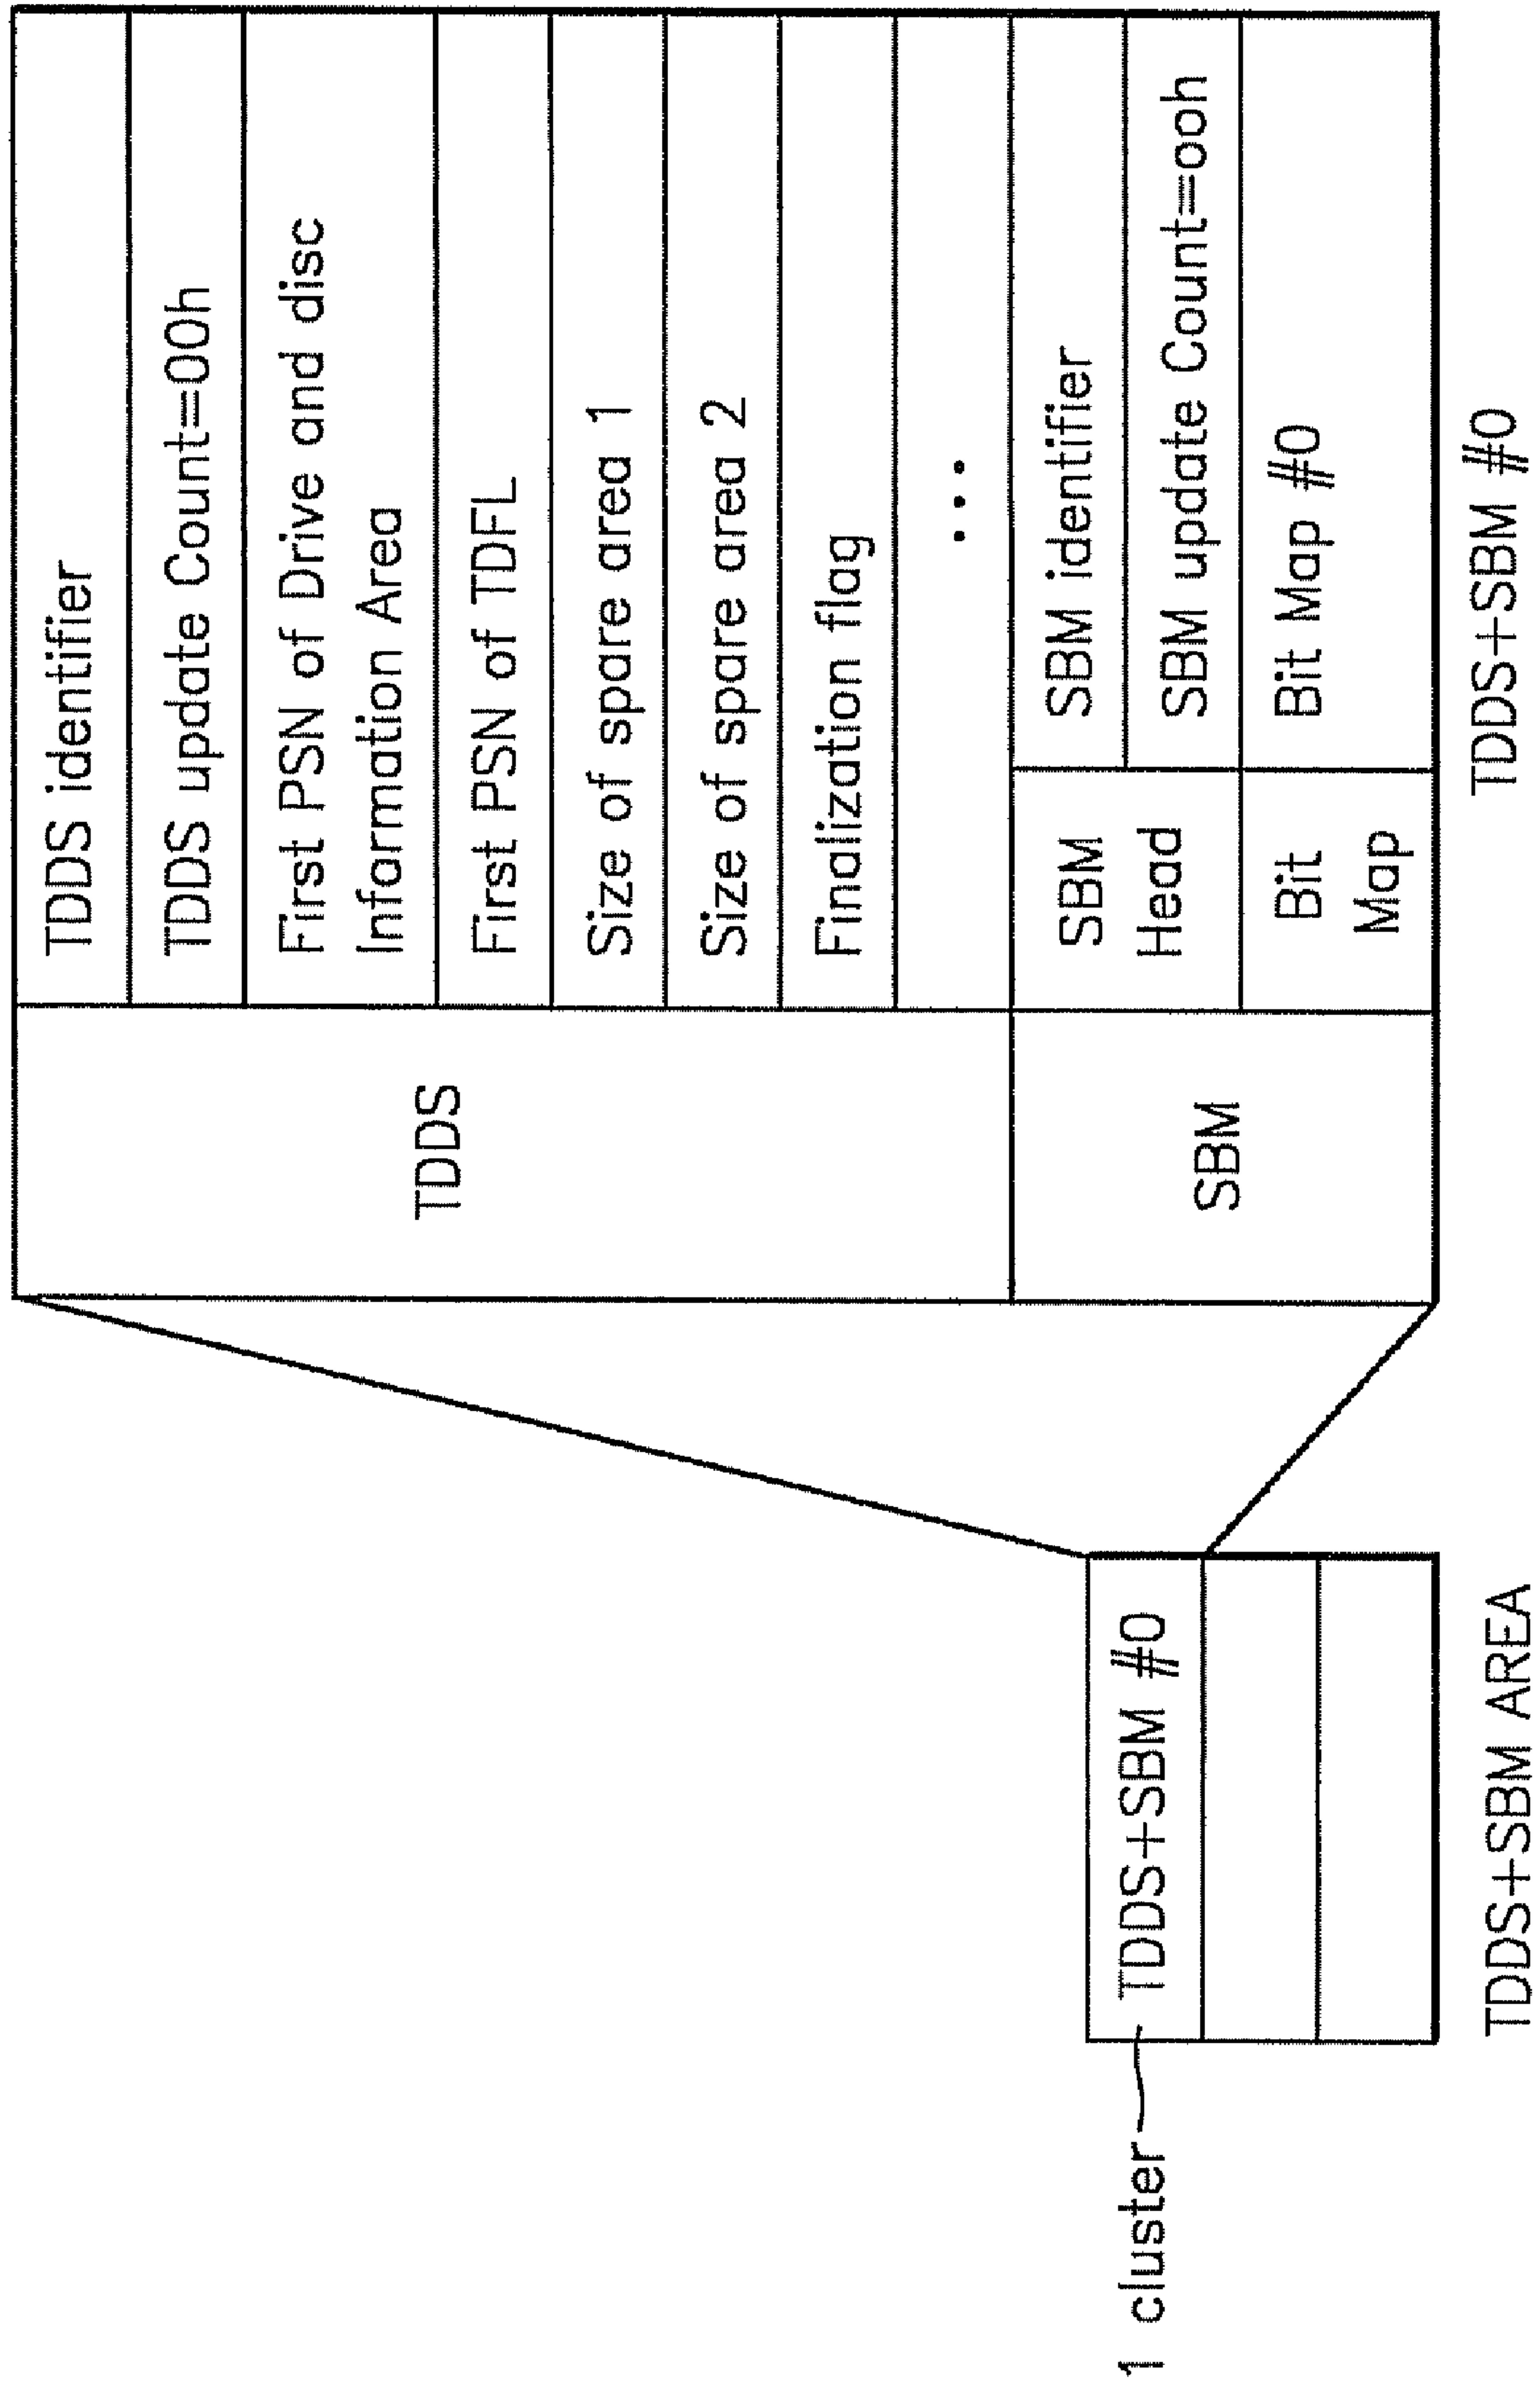 1 cluster
TDDS+SBM #0
TDDS+SBM AREA
TDDS
TDDS identifier
TDDS update Count=00h
First PSN of Drive and disc
Information Area
First PSN of TDFL
Size of spare area 1
Size of spare area 2
Finalization flag
...
SBM
SBM
Head
SBM identifier
SBM update Count=ooh
Bit
Map
Bit Map #0
TDDS+SBM #0